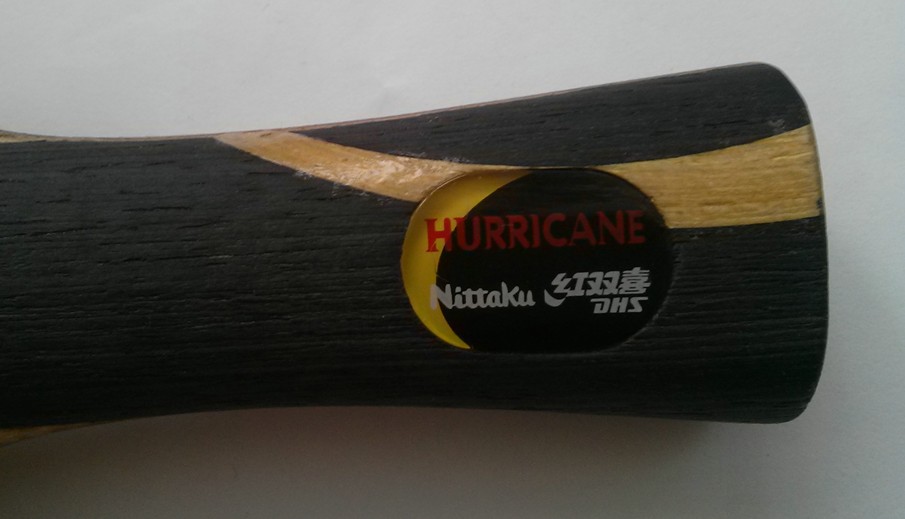 HURRICANE
Nittaku 红双喜
DHS